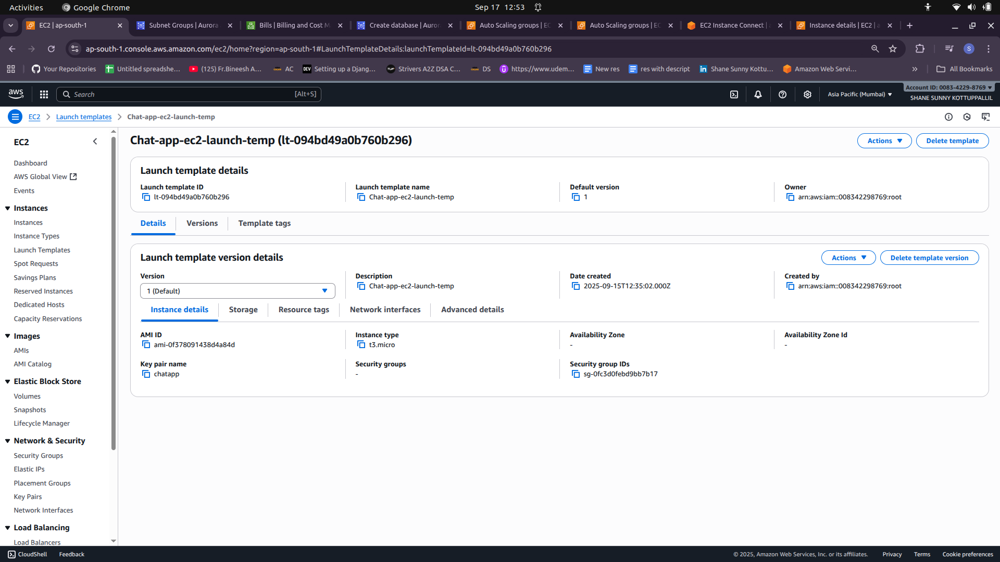 Activities
Google Chrome
Sep 17 12:53
EC2 | ap-south-1
Subnet Groups | Aurora
Bills | Billing and Cost M
Create database | Auror
Auto Scaling groups | EC
Auto Scaling groups | EC
EC2 Instance Connect |
Instance details | EC2 |
ap-south-1.console.aws.amazon.com/ec2/home?region=ap-south-1#LaunchTemplateDetails:launchTemplateId=lt-094bd49a0b760b296
S
Your Repositories
Untitled spreadshe...
(125) Fr.Bineesh A...
AC
DEV Setting up a Djang...
TUF Strivers A2Z DSA C...
DS
https://www.udem...
New res
res with descript
Shane Sunny Kottu...
Amazon Web Servi...
All Bookmarks
aws
Search
[Alt+S]
Asia Pacific (Mumbai)
Account ID: 0083-4229-8769
SHANE SUNNY KOTTUPPALLIL
EC2
Launch templates
Chat-app-ec2-launch-temp
EC2
Dashboard
AWS Global View
Events
Instances
Instances
Instance Types
Launch Templates
Spot Requests
Savings Plans
Reserved Instances
Dedicated Hosts
Capacity Reservations
Images
AMIs
AMI Catalog
Elastic Block Store
Volumes
Snapshots
Lifecycle Manager
Network & Security
Security Groups
Elastic IPs
Placement Groups
Key Pairs
Network Interfaces
Load Balancing
Load Balancers
Chat-app-ec2-launch-temp (lt-094bd49a0b760b296)
Actions
Delete template
Launch template details
Launch template ID
lt-094bd49a0b760b296
Launch template name
Chat-app-ec2-launch-temp
Default version
1
Owner
arn:aws:iam::008342298769:root
Details
Versions
Template tags
Launch template version details
Actions
Delete template version
Version
1 (Default)
Description
Chat-app-ec2-launch-temp
Date created
2025-09-15T12:35:02.000Z
Created by
arn:aws:iam::008342298769:root
Instance details
Storage
Resource tags
Network interfaces
Advanced details
AMI ID
ami-0f378091438d4a84d
Instance type
t3.micro
Availability Zone
-
Availability Zone Id
-
Key pair name
chatapp
Security groups
-
Security group IDs
sg-0fc3d0febd9bb7b17
CloudShell
Feedback
© 2025, Amazon Web Services, Inc. or its affiliates.
Privacy
Terms
Cookie preferences